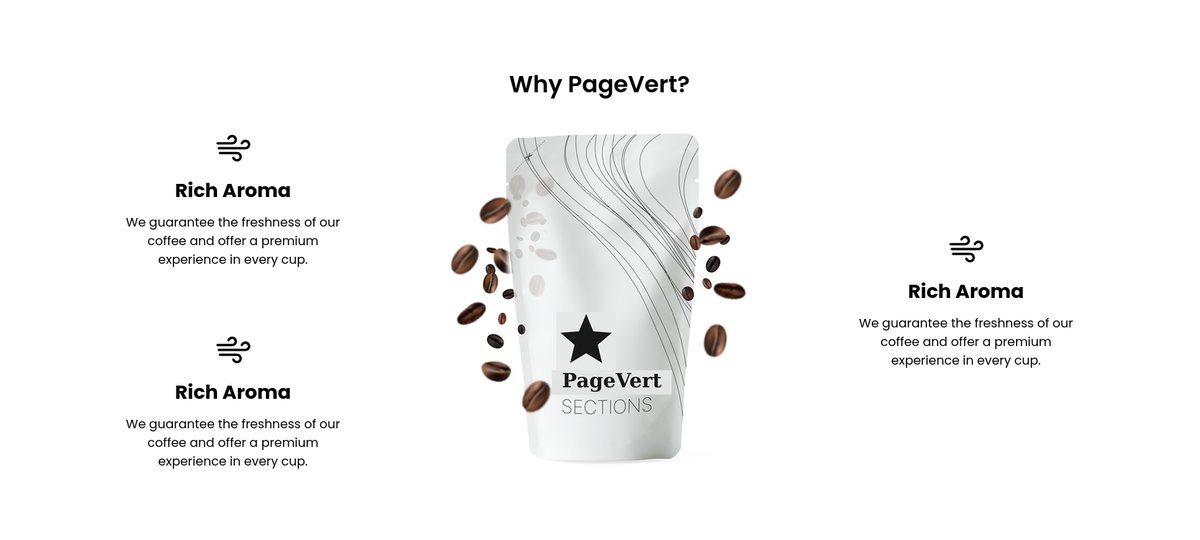 Why PageVert?
Rich Aroma
We guarantee the freshness of our
coffee and offer a premium
experience in every cup.
Rich Aroma
We guarantee the freshness of our
coffee and offer a premium
experience in every cup.
PageVert
SECTIONS
Rich Aroma
We guarantee the freshness of our
coffee and offer a premium
experience in every cup.